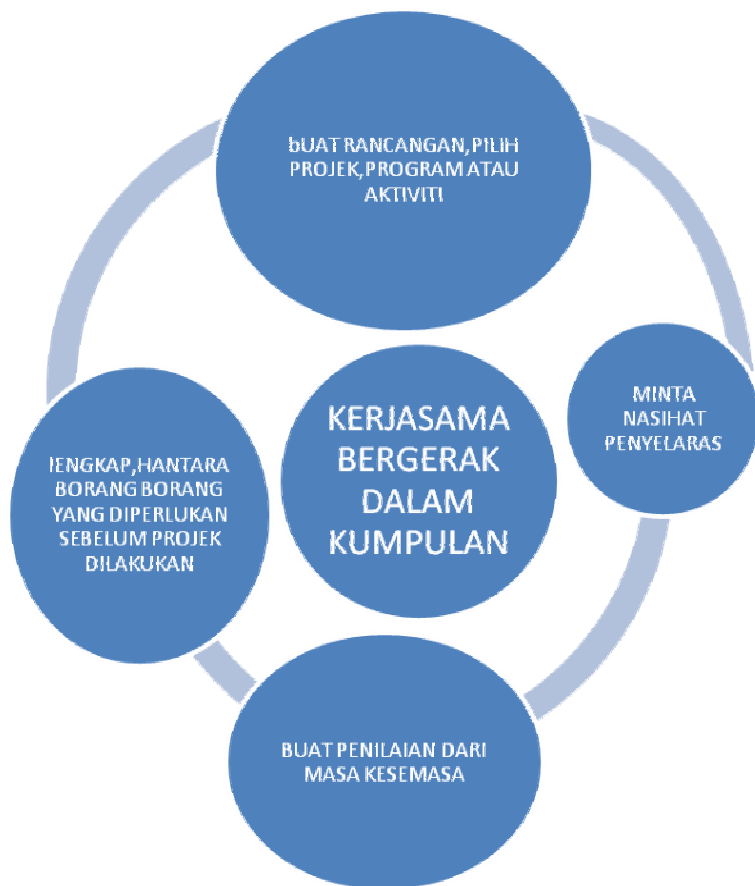 bUAT RANCANGAN,PILIH
PROJEK,PROGRAM ATAU
AKTIVITI
MINTA
NASIHAT
PENYELARAS
KERJASAMA
BERGERAK
DALAM
KUMPULAN
lENGKAP,HANTARA
BORANG BORANG
YANG DIPERLUKAN
SEBELUM PROJEK
DILAKUKAN
BUAT PENILAIAN DARI
MASA KESEMASA